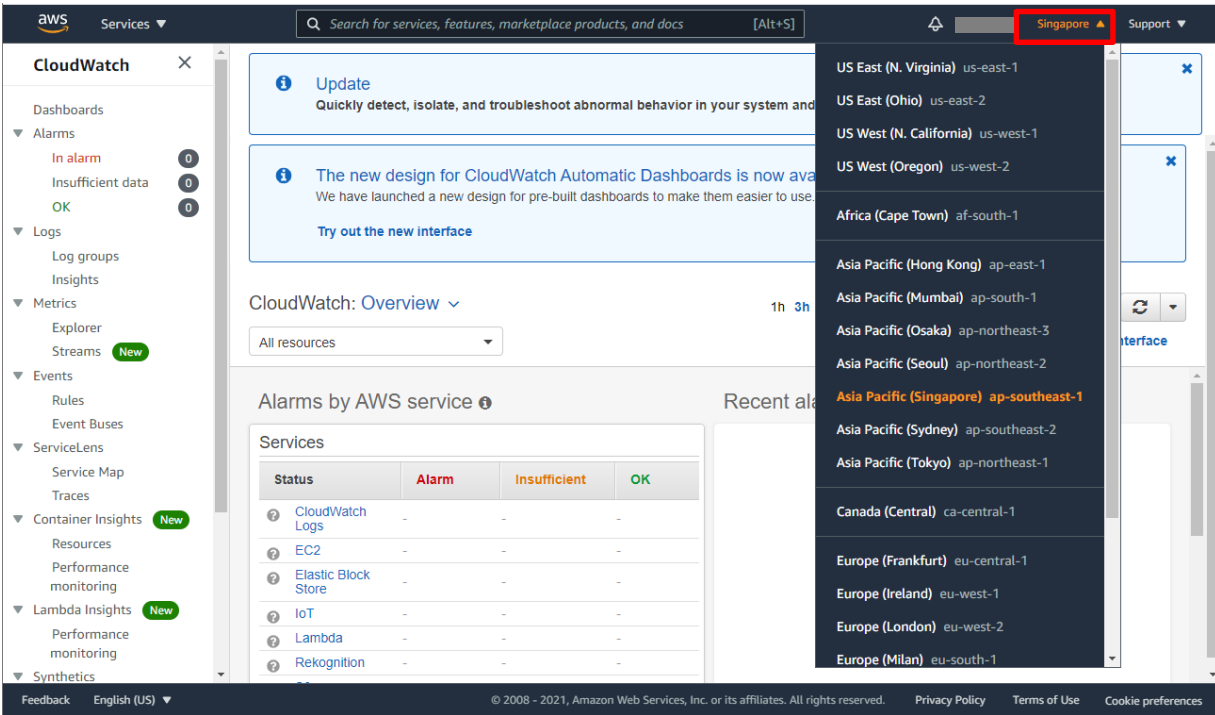 aws
Services ▼
Search for services, features, marketplace products, and docs [Alt+S]
Singapore ▲
Support ▼
CloudWatch
Dashboards
Alarms
In alarm 0
Insufficient data 0
OK 0
Logs
Log groups
Insights
Metrics
Explorer
Streams New
Events
Rules
Event Buses
ServiceLens
Service Map
Traces
Container Insights New
Resources
Performance
monitoring
Lambda Insights New
Performance
monitoring
Synthetics
Update
Quickly detect, isolate, and troubleshoot abnormal behavior in your system and
The new design for CloudWatch Automatic Dashboards is now ava
We have launched a new design for pre-built dashboards to make them easier to use.
Try out the new interface
CloudWatch: Overview
1h 3h
All resources
terface
Alarms by AWS service
Recent ala
Services
Status Alarm Insufficient OK
CloudWatch
Logs - - -
EC2 - - -
Elastic Block
Store - - -
IoT - - -
Lambda - - -
Rekognition - - -
US East (N. Virginia) us-east-1
US East (Ohio) us-east-2
US West (N. California) us-west-1
US West (Oregon) us-west-2
Africa (Cape Town) af-south-1
Asia Pacific (Hong Kong) ap-east-1
Asia Pacific (Mumbai) ap-south-1
Asia Pacific (Osaka) ap-northeast-3
Asia Pacific (Seoul) ap-northeast-2
Asia Pacific (Singapore) ap-southeast-1
Asia Pacific (Sydney) ap-southeast-2
Asia Pacific (Tokyo) ap-northeast-1
Canada (Central) ca-central-1
Europe (Frankfurt) eu-central-1
Europe (Ireland) eu-west-1
Europe (London) eu-west-2
Europe (Milan) eu-south-1
Feedback
English (US) ▼
© 2008 - 2021, Amazon Web Services, Inc. or its affiliates. All rights reserved.
Privacy Policy
Terms of Use
Cookie preferences